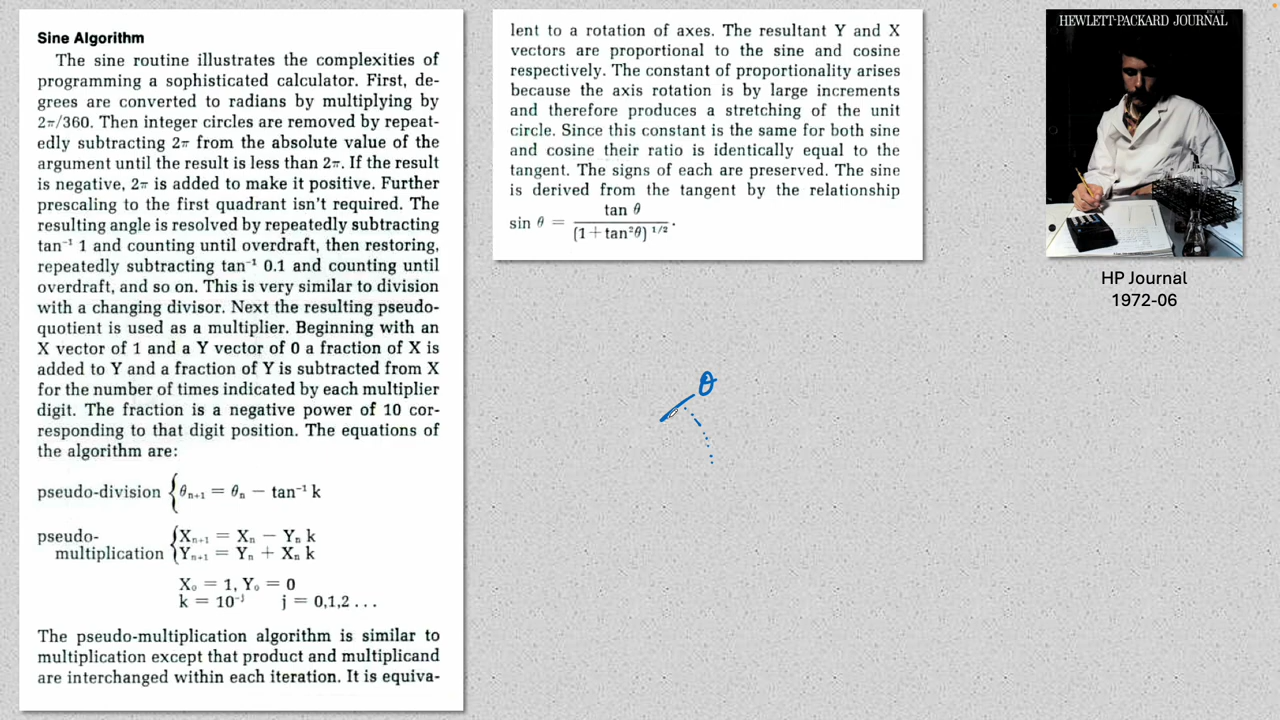 Sine Algorithm
The sine routine illustrates the complexities of
programming a sophisticated calculator. First, de-
grees are converted to radians by multiplying by
2π/360. Then integer circles are removed by repeat-
edly subtracting 2π from the absolute value of the
argument until the result is less than 2π. If the result
is negative, 2π is added to make it positive. Further
prescaling to the first quadrant isn't required. The
resulting angle is resolved by repeatedly subtracting
tan⁻¹ 1 and counting until overdraft, then restoring,
repeatedly subtracting tan⁻¹ 0.1 and counting until
overdraft, and so on. This is very similar to division
with a changing divisor. Next the resulting pseudo-
quotient is used as a multiplier. Beginning with an
X vector of 1 and a Y vector of 0 a fraction of X is
added to Y and a fraction of Y is subtracted from X
for the number of times indicated by each multiplier
digit. The fraction is a negative power of 10 cor-
responding to that digit position. The equations of
the algorithm are:
pseudo-division { θₙ₊₁ = θₙ − tan⁻¹ k
pseudo- { Xₙ₊₁ = Xₙ − Yₙ k
multiplication { Yₙ₊₁ = Yₙ + Xₙ k
X₀ = 1, Y₀ = 0
k = 10⁻ʲ j = 0,1,2 . . .
The pseudo-multiplication algorithm is similar to
multiplication except that product and multiplicand
are interchanged within each iteration. It is equiva-
lent to a rotation of axes. The resultant Y and X
vectors are proportional to the sine and cosine
respectively. The constant of proportionality arises
because the axis rotation is by large increments
and therefore produces a stretching of the unit
circle. Since this constant is the same for both sine
and cosine their ratio is identically equal to the
tangent. The signs of each are preserved. The sine
is derived from the tangent by the relationship
sin θ = tan θ / (1 + tan²θ)^1/2 .
θ
HEWLETT-PACKARD JOURNAL
HP Journal
1972-06